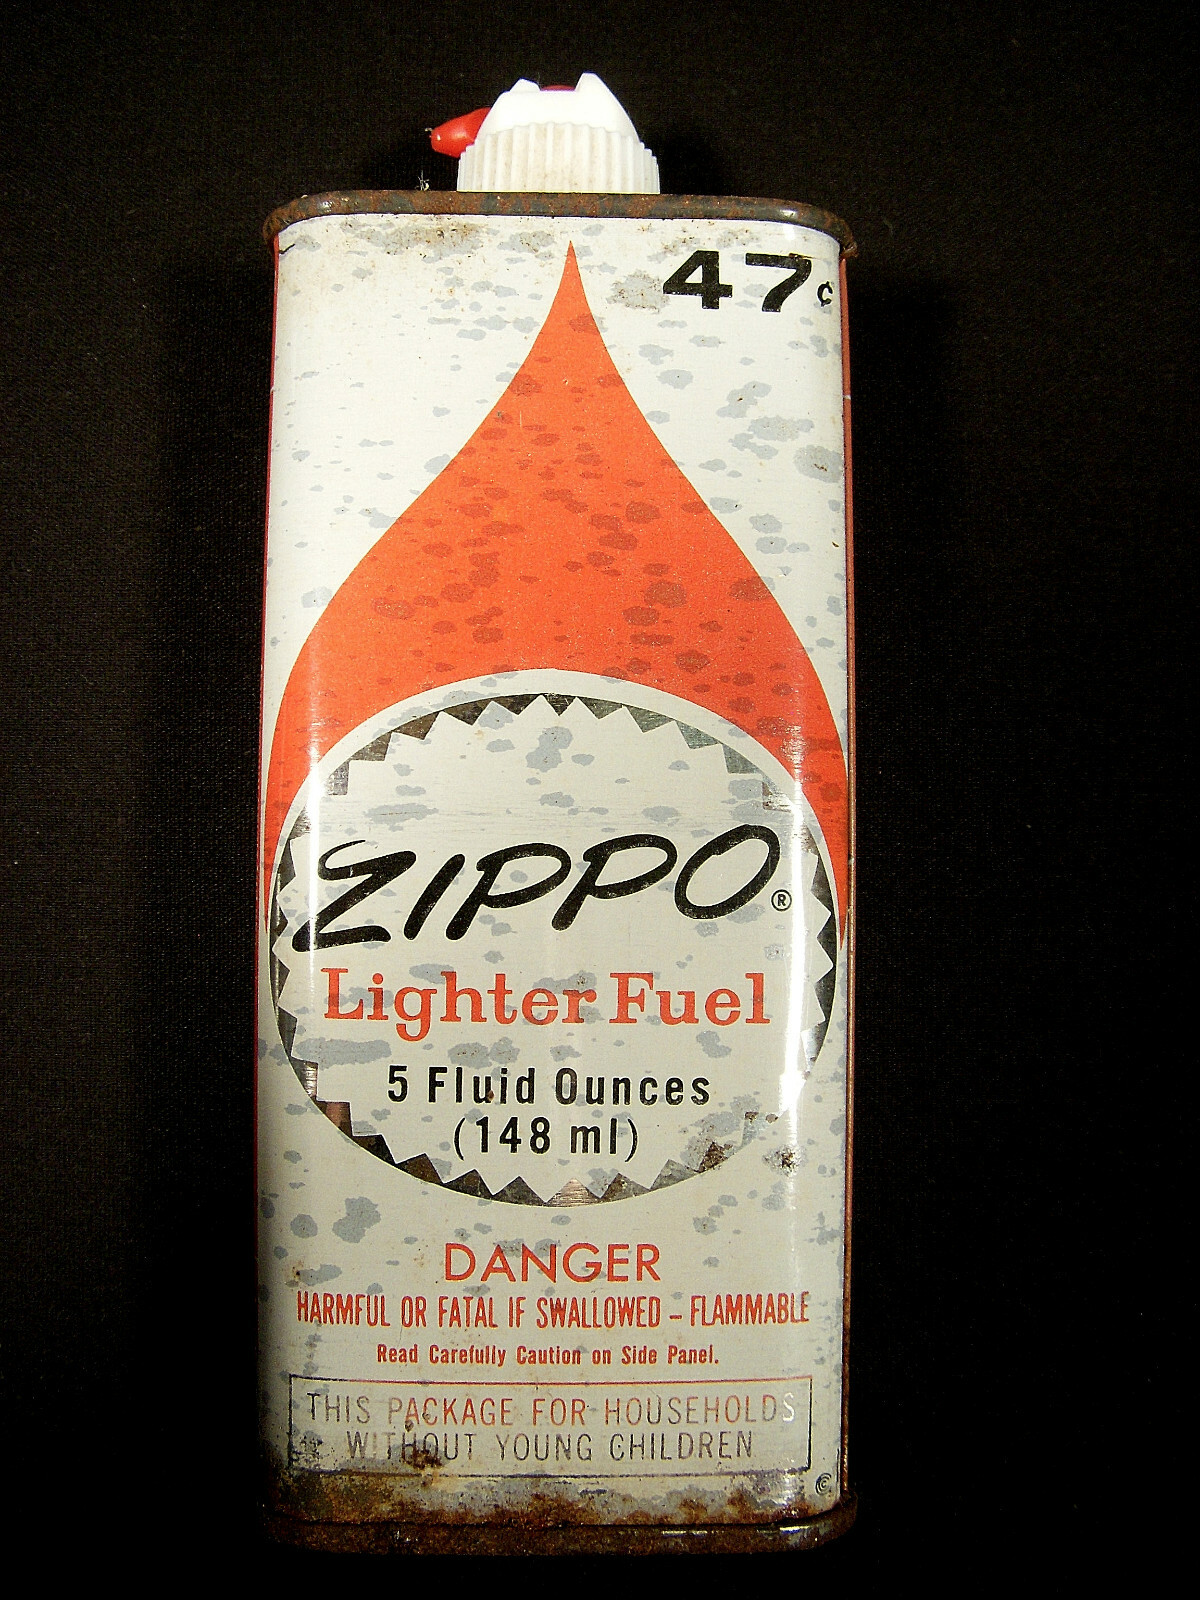 47¢
ZIPPO®
Lighter Fuel
5 Fluid Ounces
(148 ml)
DANGER
HARMFUL OR FATAL IF SWALLOWED – FLAMMABLE
Read Carefully Caution on Side Panel.
THIS PACKAGE FOR HOUSEHOLDS
WITHOUT YOUNG CHILDREN
©